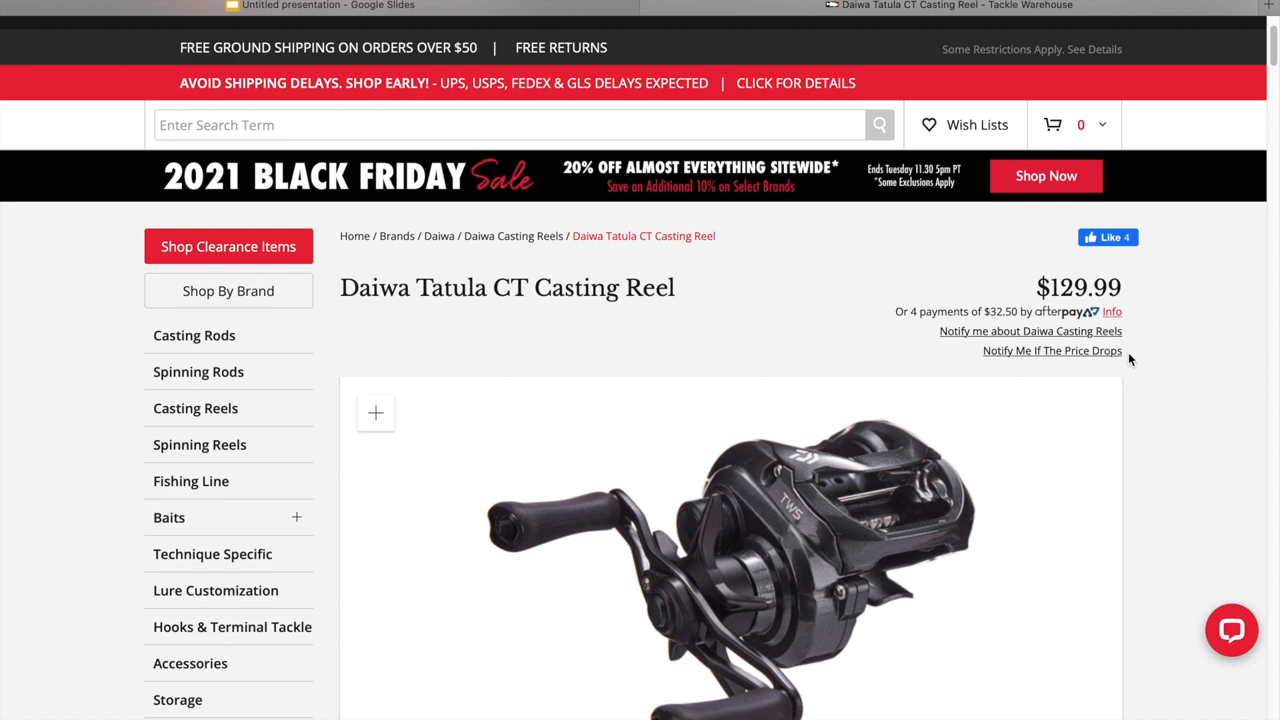 Untitled presentation - Google Slides
Daiwa Tatula CT Casting Reel - Tackle Warehouse
FREE GROUND SHIPPING ON ORDERS OVER $50 | FREE RETURNS
Some Restrictions Apply. See Details
AVOID SHIPPING DELAYS. SHOP EARLY! - UPS, USPS, FEDEX & GLS DELAYS EXPECTED | CLICK FOR DETAILS
Enter Search Term
Wish Lists
0
2021 BLACK FRIDAY Sale
20% OFF ALMOST EVERYTHING SITEWIDE*
Save an Additional 10% on Select Brands
Ends Tuesday 11.30 5pm PT
*Some Exclusions Apply
Shop Now
Shop Clearance Items
Home / Brands / Daiwa / Daiwa Casting Reels / Daiwa Tatula CT Casting Reel
Like 4
Shop By Brand
Daiwa Tatula CT Casting Reel
$129.99
Or 4 payments of $32.50 by afterpay Info
Notify me about Daiwa Casting Reels
Notify Me If The Price Drops
Casting Rods
Spinning Rods
Casting Reels
Spinning Reels
Fishing Line
Baits
Technique Specific
Lure Customization
Hooks & Terminal Tackle
Accessories
Storage
TWS